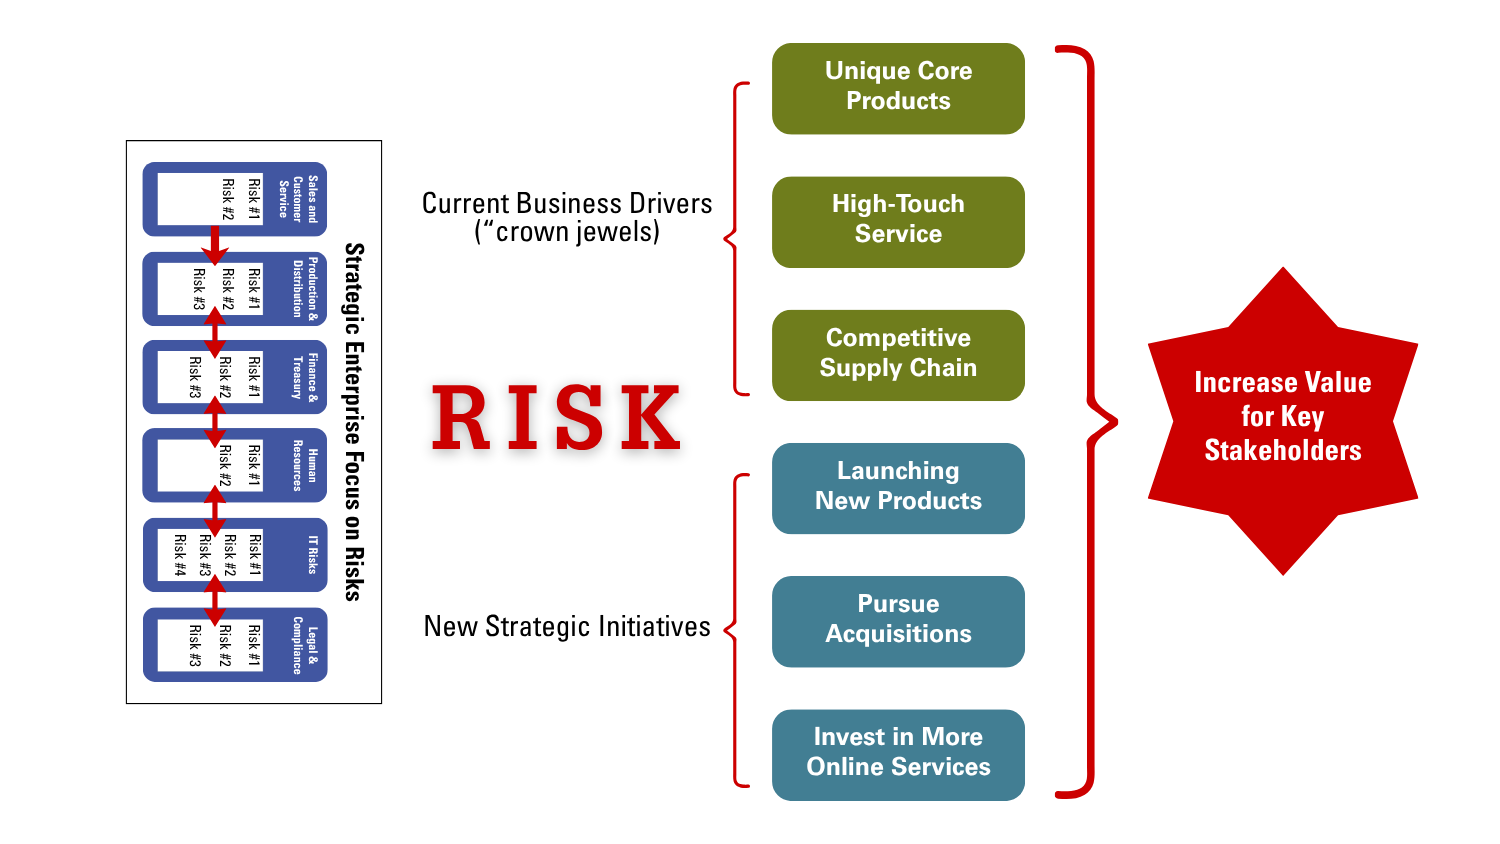 Strategic Enterprise Focus on Risks
Sales and
Customer
Service
Risk #1
Risk #2
Production &
Distribution
Risk #1
Risk #2
Risk #3
Finance &
Treasury
Risk #1
Risk #2
Risk #3
Human
Resources
Risk #1
Risk #2
IT Risks
Risk #1
Risk #2
Risk #3
Risk #4
Legal &
Compliance
Risk #1
Risk #2
Risk #3
Current Business Drivers
(“crown jewels)
RISK
New Strategic Initiatives
Unique Core
Products
High-Touch
Service
Competitive
Supply Chain
Launching
New Products
Pursue
Acquisitions
Invest in More
Online Services
Increase Value
for Key
Stakeholders